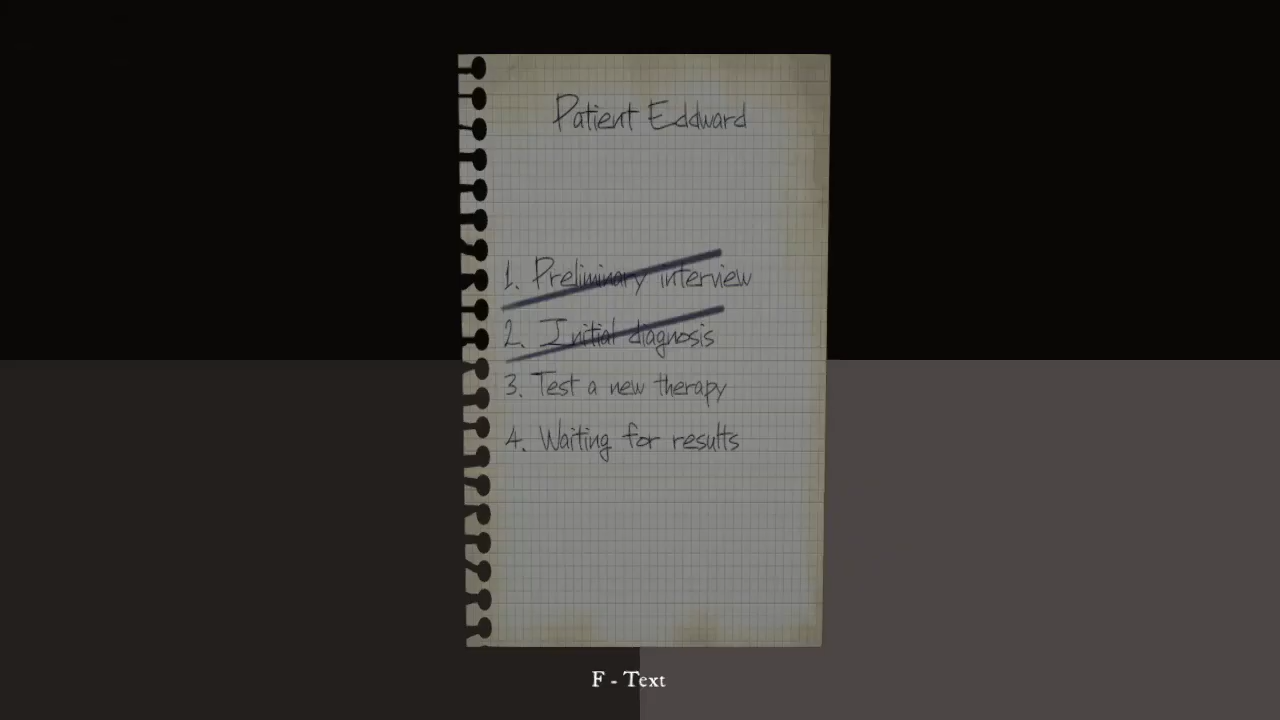 Patient Eddward
1. Preliminary interview
2. Initial diagnosis
3. Test a new therapy
4. Waiting for results
F - Text